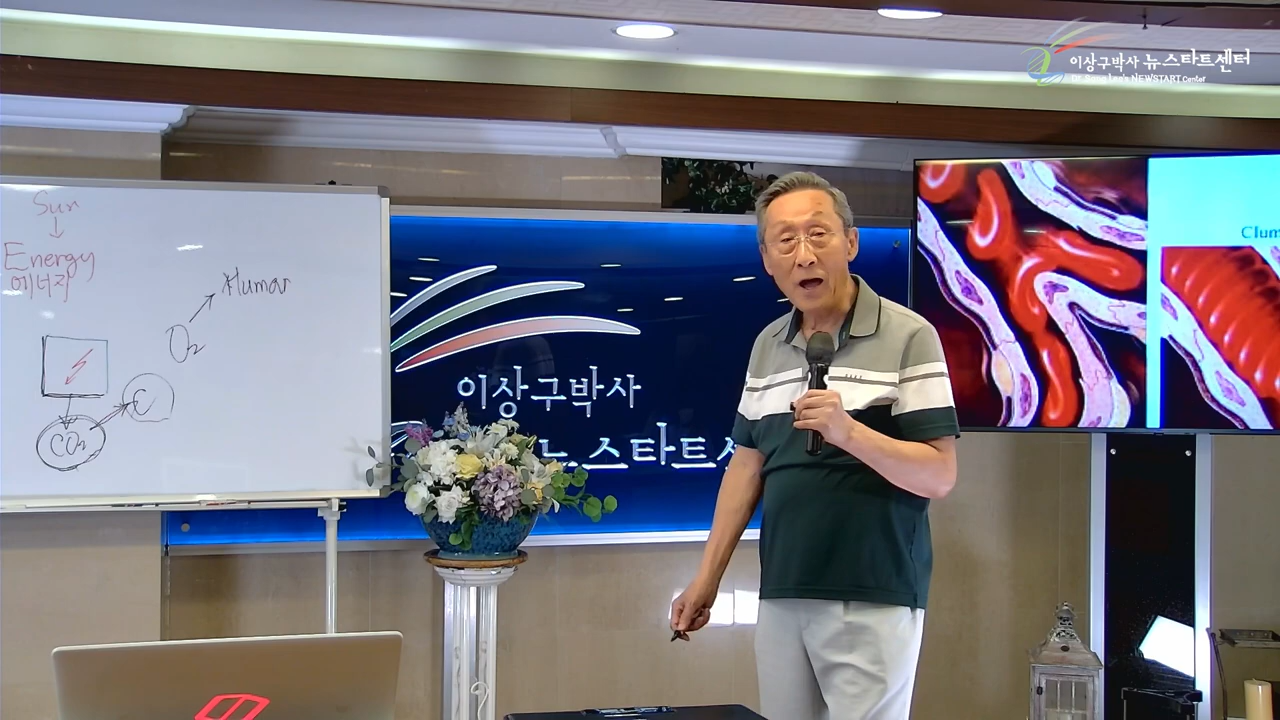 이상구박사 뉴스타트센터
Dr. Sang Lee's NEWSTART Center
Sun
Energy
에너지
Human
O₂
C
CO₂
이상구박사
뉴스타트
Clum